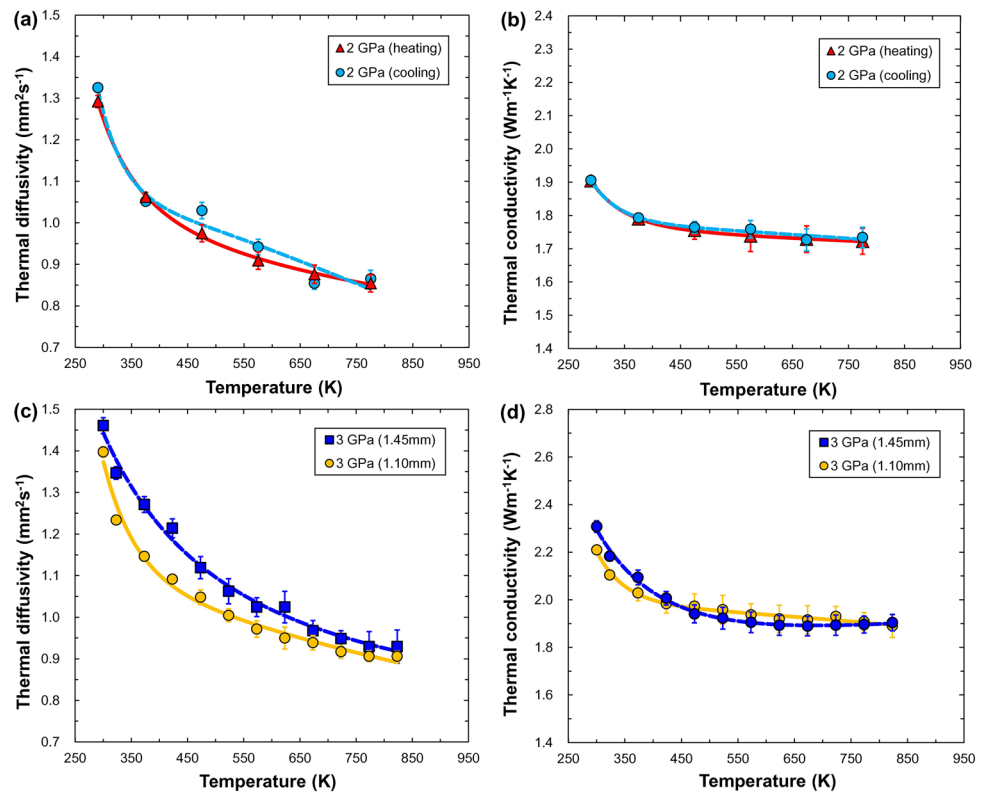 (a)
1.5
1.4
1.3
1.2
1.1
1.0
0.9
0.8
0.7
Thermal diffusivity (mm²s⁻¹)
2 GPa (heating)
2 GPa (cooling)
250 350 450 550 650 750 850 950
Temperature (K)
(b)
2.4
2.3
2.2
2.1
2.0
1.9
1.8
1.7
1.6
1.5
1.4
Thermal conductivity (Wm⁻¹K⁻¹)
2 GPa (heating)
2 GPa (cooling)
250 350 450 550 650 750 850 950
Temperature (K)
(c)
1.5
1.4
1.3
1.2
1.1
1.0
0.9
0.8
0.7
Thermal diffusivity (mm²s⁻¹)
3 GPa (1.45mm)
3 GPa (1.10mm)
250 350 450 550 650 750 850 950
Temperature (K)
(d)
2.8
2.6
2.4
2.2
2.0
1.8
1.6
1.4
Thermal conductivity (Wm⁻¹K⁻¹)
3 GPa (1.45mm)
3 GPa (1.10mm)
250 350 450 550 650 750 850 950
Temperature (K)